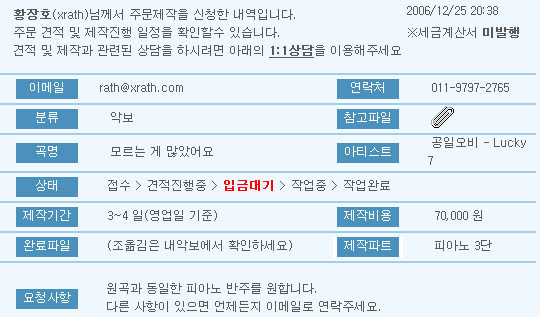 황장호(xrath)님께서 주문제작을 신청한 내역입니다.
2006/12/25 20:38
주문 견적 및 제작진행 일정을 확인할수 있습니다.
※세금계산서 미발행
견적 및 제작과 관련된 상담을 하시려면 아래의 1:1상담을 이용해주세요
이메일 rath@xrath.com 연락처 011-9797-2765
분류 악보 참고파일
곡명 모르는 게 많았어요 아티스트 공일오비 - Lucky
7
상태 접수 > 견적진행중 > 입금대기 > 작업중 > 작업완료
제작기간 3~4 일(영업일 기준) 제작비용 70,000 원
완료파일 (조옮김은 내악보에서 확인하세요) 제작파트 피아노 3단
요청사항 원곡과 동일한 피아노 반주를 원합니다.
다른 사항이 있으면 언제든지 이메일로 연락주세요.